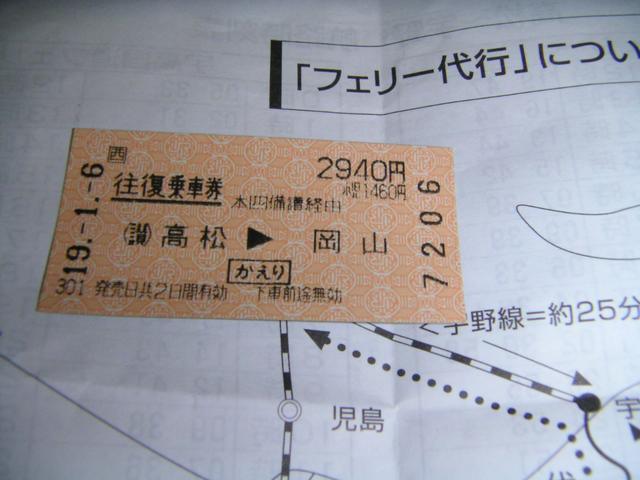 「フェリー代行」につい
西
2940円
小児1460円
往復乗車券
本四備讃経由
19.-1.-6
(讃)高松▶岡山
かえり
7206
301 発売日共2日間有効 下車前途無効
宇野線=約25分
児島
宇